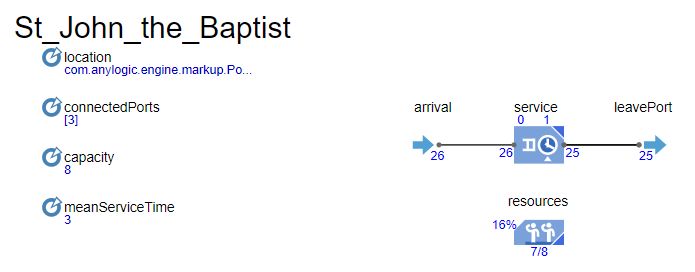 St_John_the_Baptist
location
com.anylogic.engine.markup.Po...
connectedPorts
[3]
capacity
8
meanServiceTime
3
arrival service leavePort
0 1
26 26 25 25
resources
16%
7/8